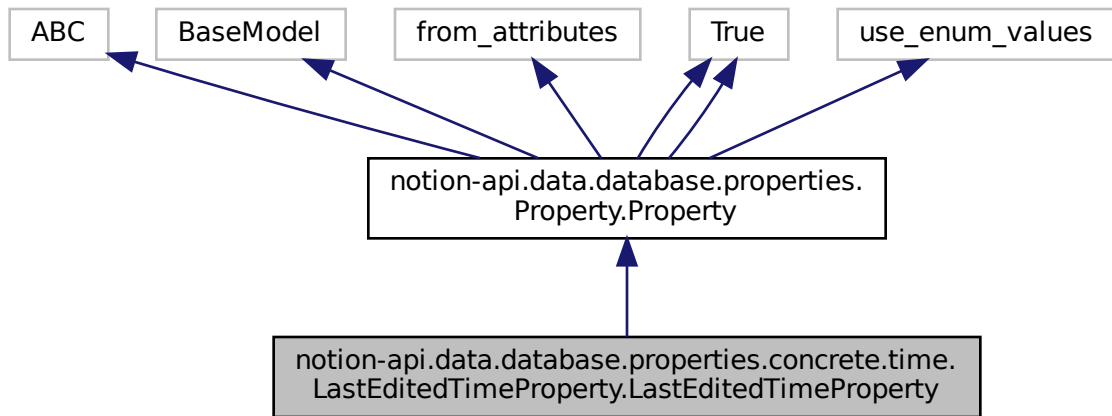 ABC
BaseModel
from_attributes
True
use_enum_values
notion-api.data.database.properties.
Property.Property
notion-api.data.database.properties.concrete.time.
LastEditedTimeProperty.LastEditedTimeProperty